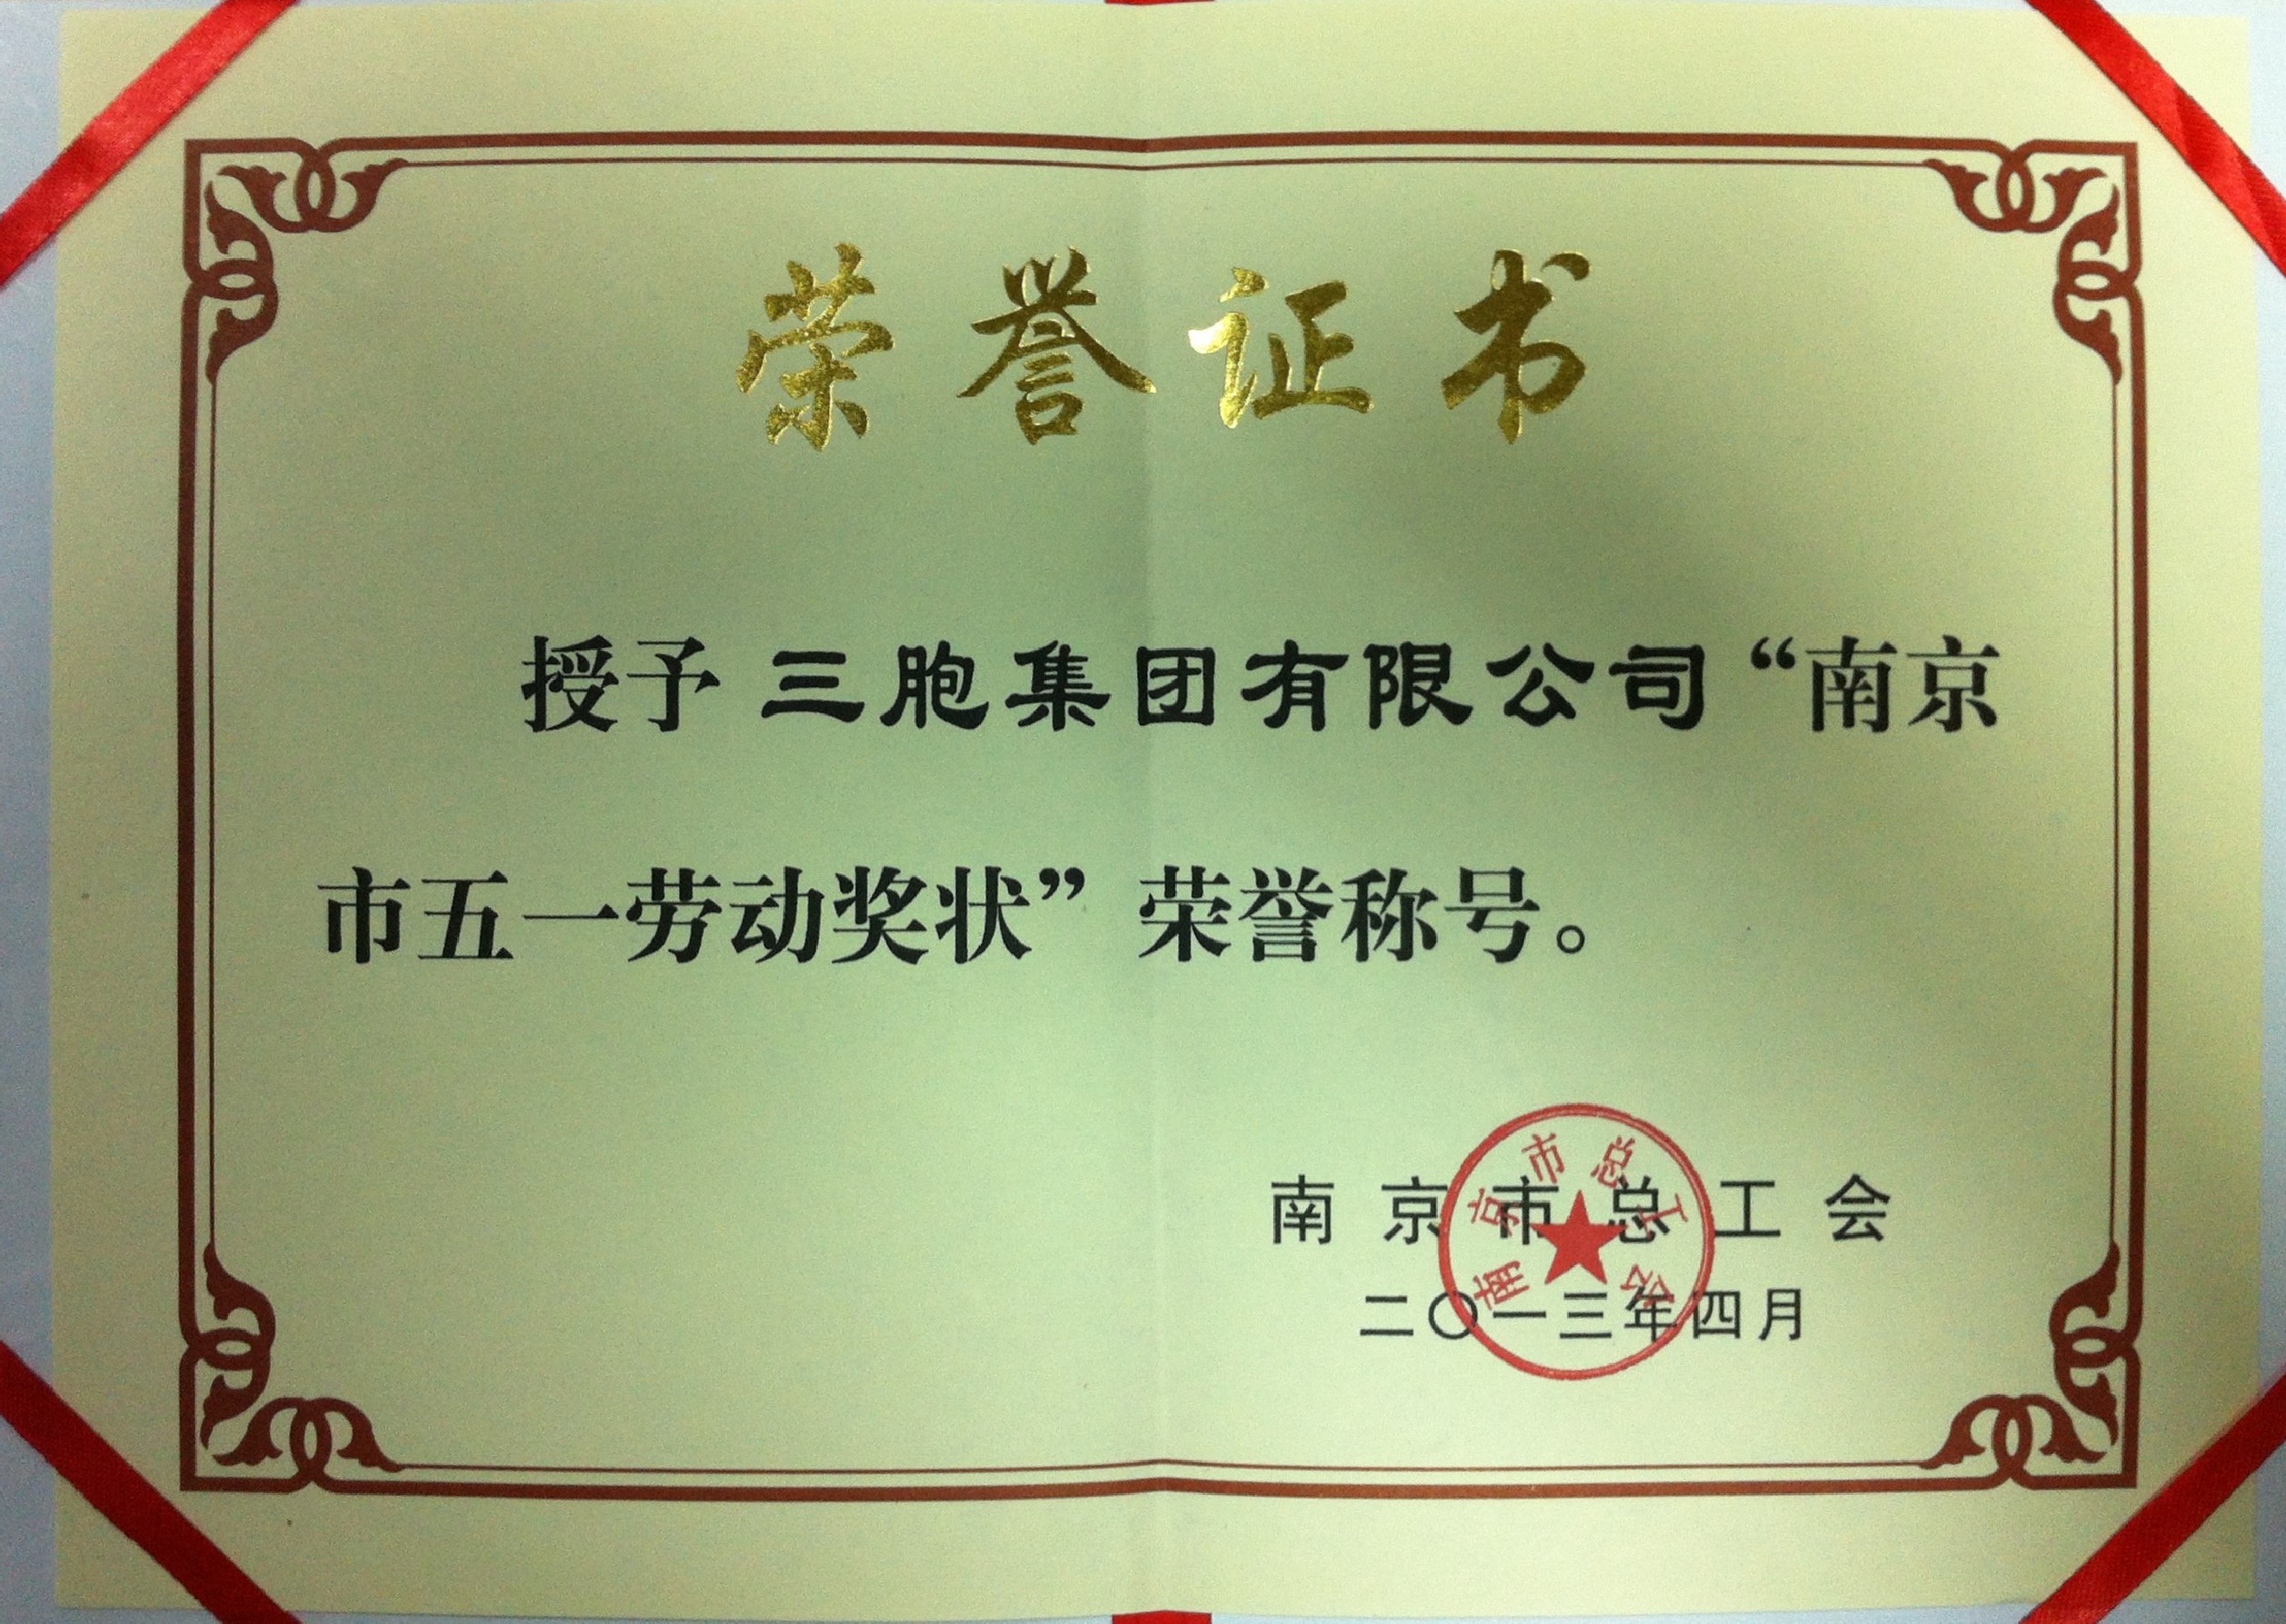 荣誉证书
授予 三胞集团有限公司“南京
市五一劳动奖状”荣誉称号。
南京市总工会
二〇一三年四月
南京市总工会